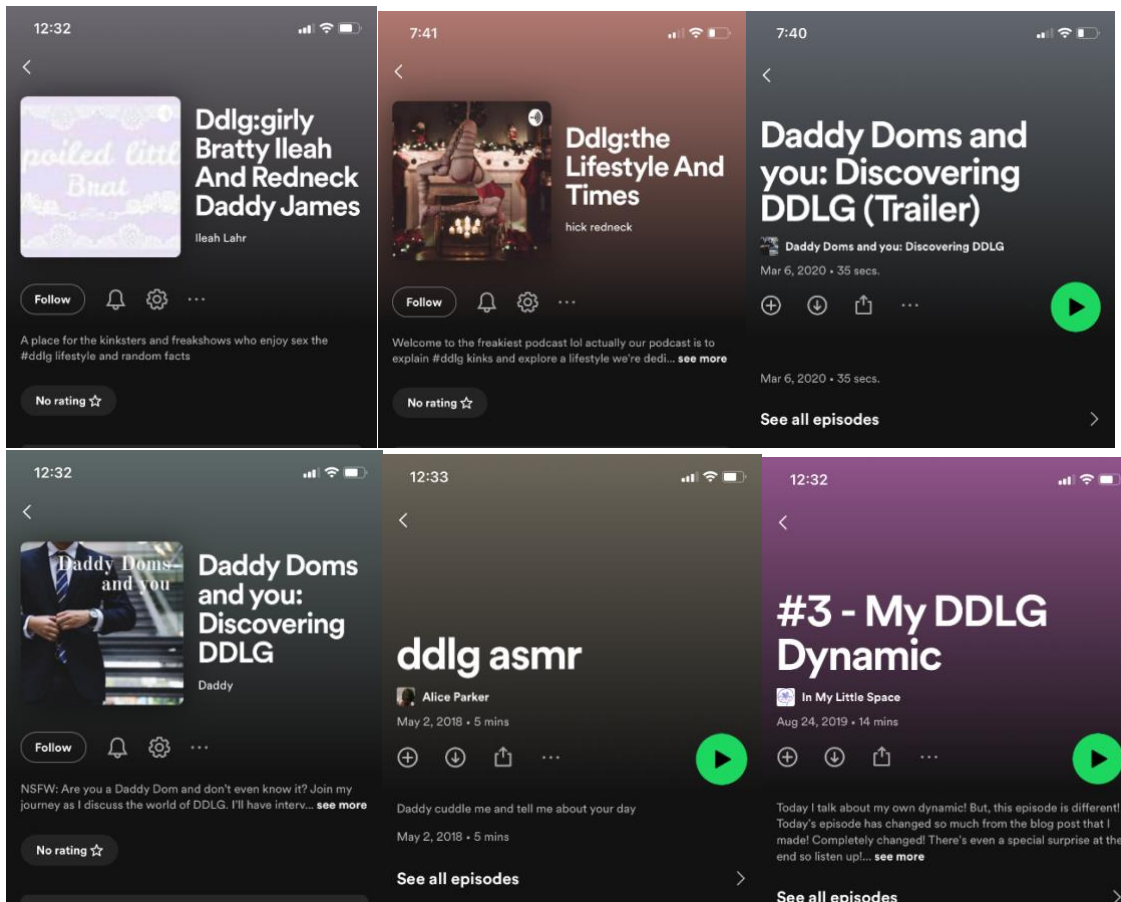 12:32
poiled littl
Brat
Ddlg:girly
Bratty Ileah
And Redneck
Daddy James
Ileah Lahr
Follow
A place for the kinksters and freakshows who enjoy sex the
#ddlg lifestyle and random facts
No rating
7:41
Ddlg:the
Lifestyle And
Times
hick redneck
Follow
Welcome to the freakiest podcast lol actually our podcast is to
explain #ddlg kinks and explore a lifestyle we're dedi... see more
No rating
7:40
Daddy Doms and
you: Discovering
DDLG (Trailer)
Daddy Doms and you: Discovering DDLG
Mar 6, 2020 • 35 secs.
Mar 6, 2020 • 35 secs.
See all episodes
12:32
Daddy Doms
and you
Daddy Doms
and you:
Discovering
DDLG
Daddy
Follow
NSFW: Are you a Daddy Dom and don't even know it? Join my
journey as I discuss the world of DDLG. I'll have interv... see more
No rating
12:33
ddlg asmr
Alice Parker
May 2, 2018 • 5 mins
Daddy cuddle me and tell me about your day
May 2, 2018 • 5 mins
See all episodes
12:32
#3 - My DDLG
Dynamic
In My Little Space
Aug 24, 2019 • 14 mins
Today I talk about my own dynamic! But, this episode is different!
Today's episode has changed so much from the blog post that I
made! Completely changed! There's even a special surprise at the
end so listen up!... see more
See all episodes